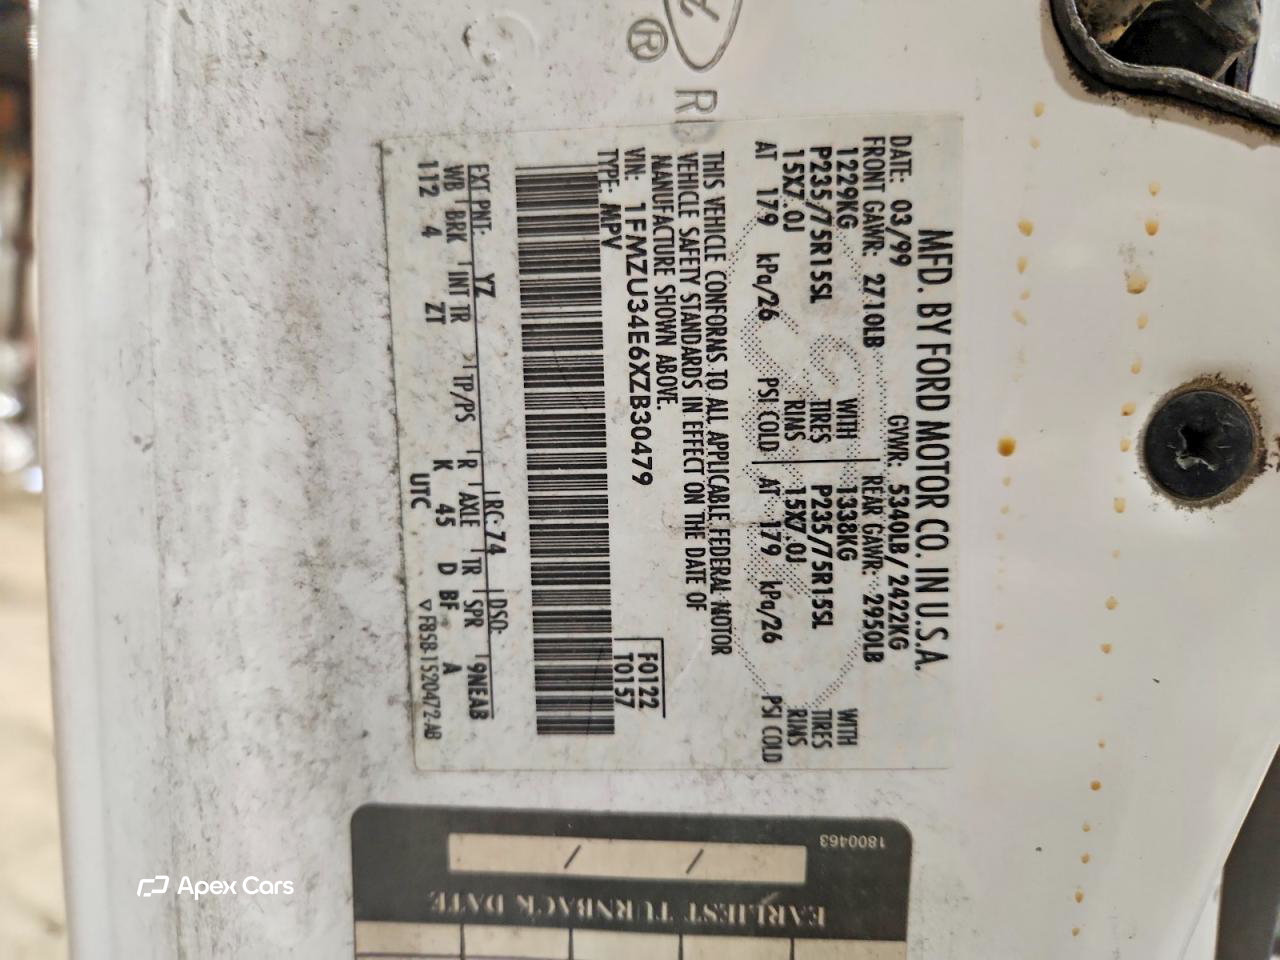 ®
MFD. BY FORD MOTOR CO. IN U.S.A.
DATE: 03/99 GVWR: 5340LB/ 2422KG
FRONT GAWR: 2710LB REAR GAWR: 2950LB
1229KG WITH 1338KG WITH
P235/75R15SL TIRES P235/75R15SL TIRES
15X7.0J RIMS 15X7.0J RIMS
AT 179 kPa/26 PSI COLD AT 179 kPa/26 PSI COLD
THIS VEHICLE CONFORMS TO ALL APPLICABLE FEDERAL MOTOR
VEHICLE SAFETY STANDARDS IN EFFECT ON THE DATE OF
MANUFACTURE SHOWN ABOVE.
VIN: 1FMZU34E6XZB30479 F0122
TYPE: MPV T0157
EXT PNT: YZ RC: 74 DSO:
WB BRK INT TR TP/PS R AXLE TR SPR 9NEAB
112 4 ZT K 45 D BF A
UTC ▽ F85B-1520472-AB
1800463
/ /
EARLIEST TURNBACK DATE
Apex Cars